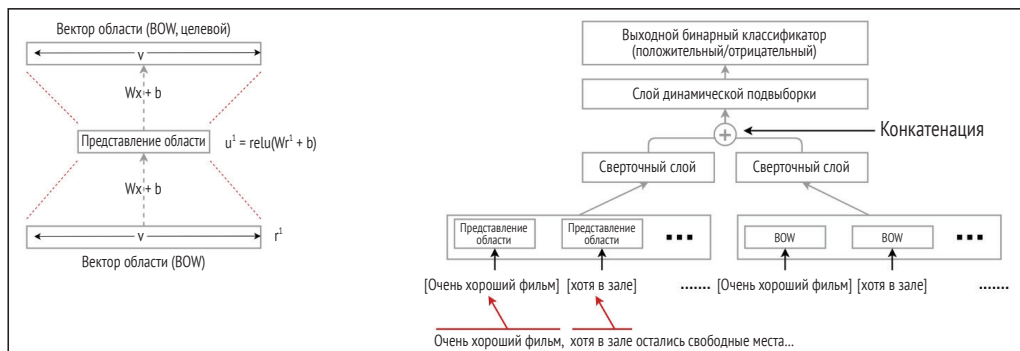 Вектор области (BOW, целевой)
v
Wx + b
Представление области
u¹ = relu(Wr¹ + b)
Wx + b
v
r¹
Вектор области (BOW)
Выходной бинарный классификатор
(положительный/отрицательный)
Слой динамической подвыборки
+
Конкатенация
Сверточный слой
Сверточный слой
Представление
области
Представление
области
BOW
BOW
[Очень хороший фильм]
[хотя в зале]
.......
[Очень хороший фильм]
[хотя в зале]
.......
Очень хороший фильм, хотя в зале остались свободные места...